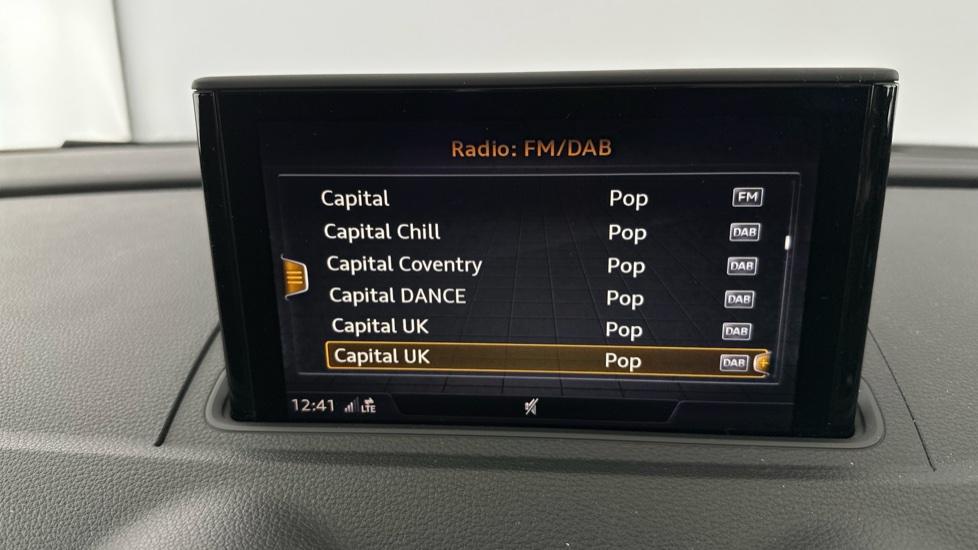 Radio: FM/DAB
Capital Pop FM
Capital Chill Pop DAB
Capital Coventry Pop DAB
Capital DANCE Pop DAB
Capital UK Pop DAB
Capital UK Pop DAB
12:41 LTE